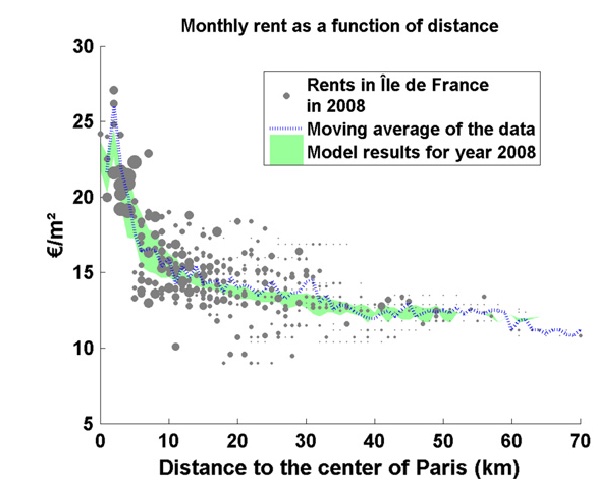 Monthly rent as a function of distance
30
25
20
15
10
5
€/m²
Rents in Île de France
in 2008
Moving average of the data
Model results for year 2008
0 10 20 30 40 50 60 70
Distance to the center of Paris (km)